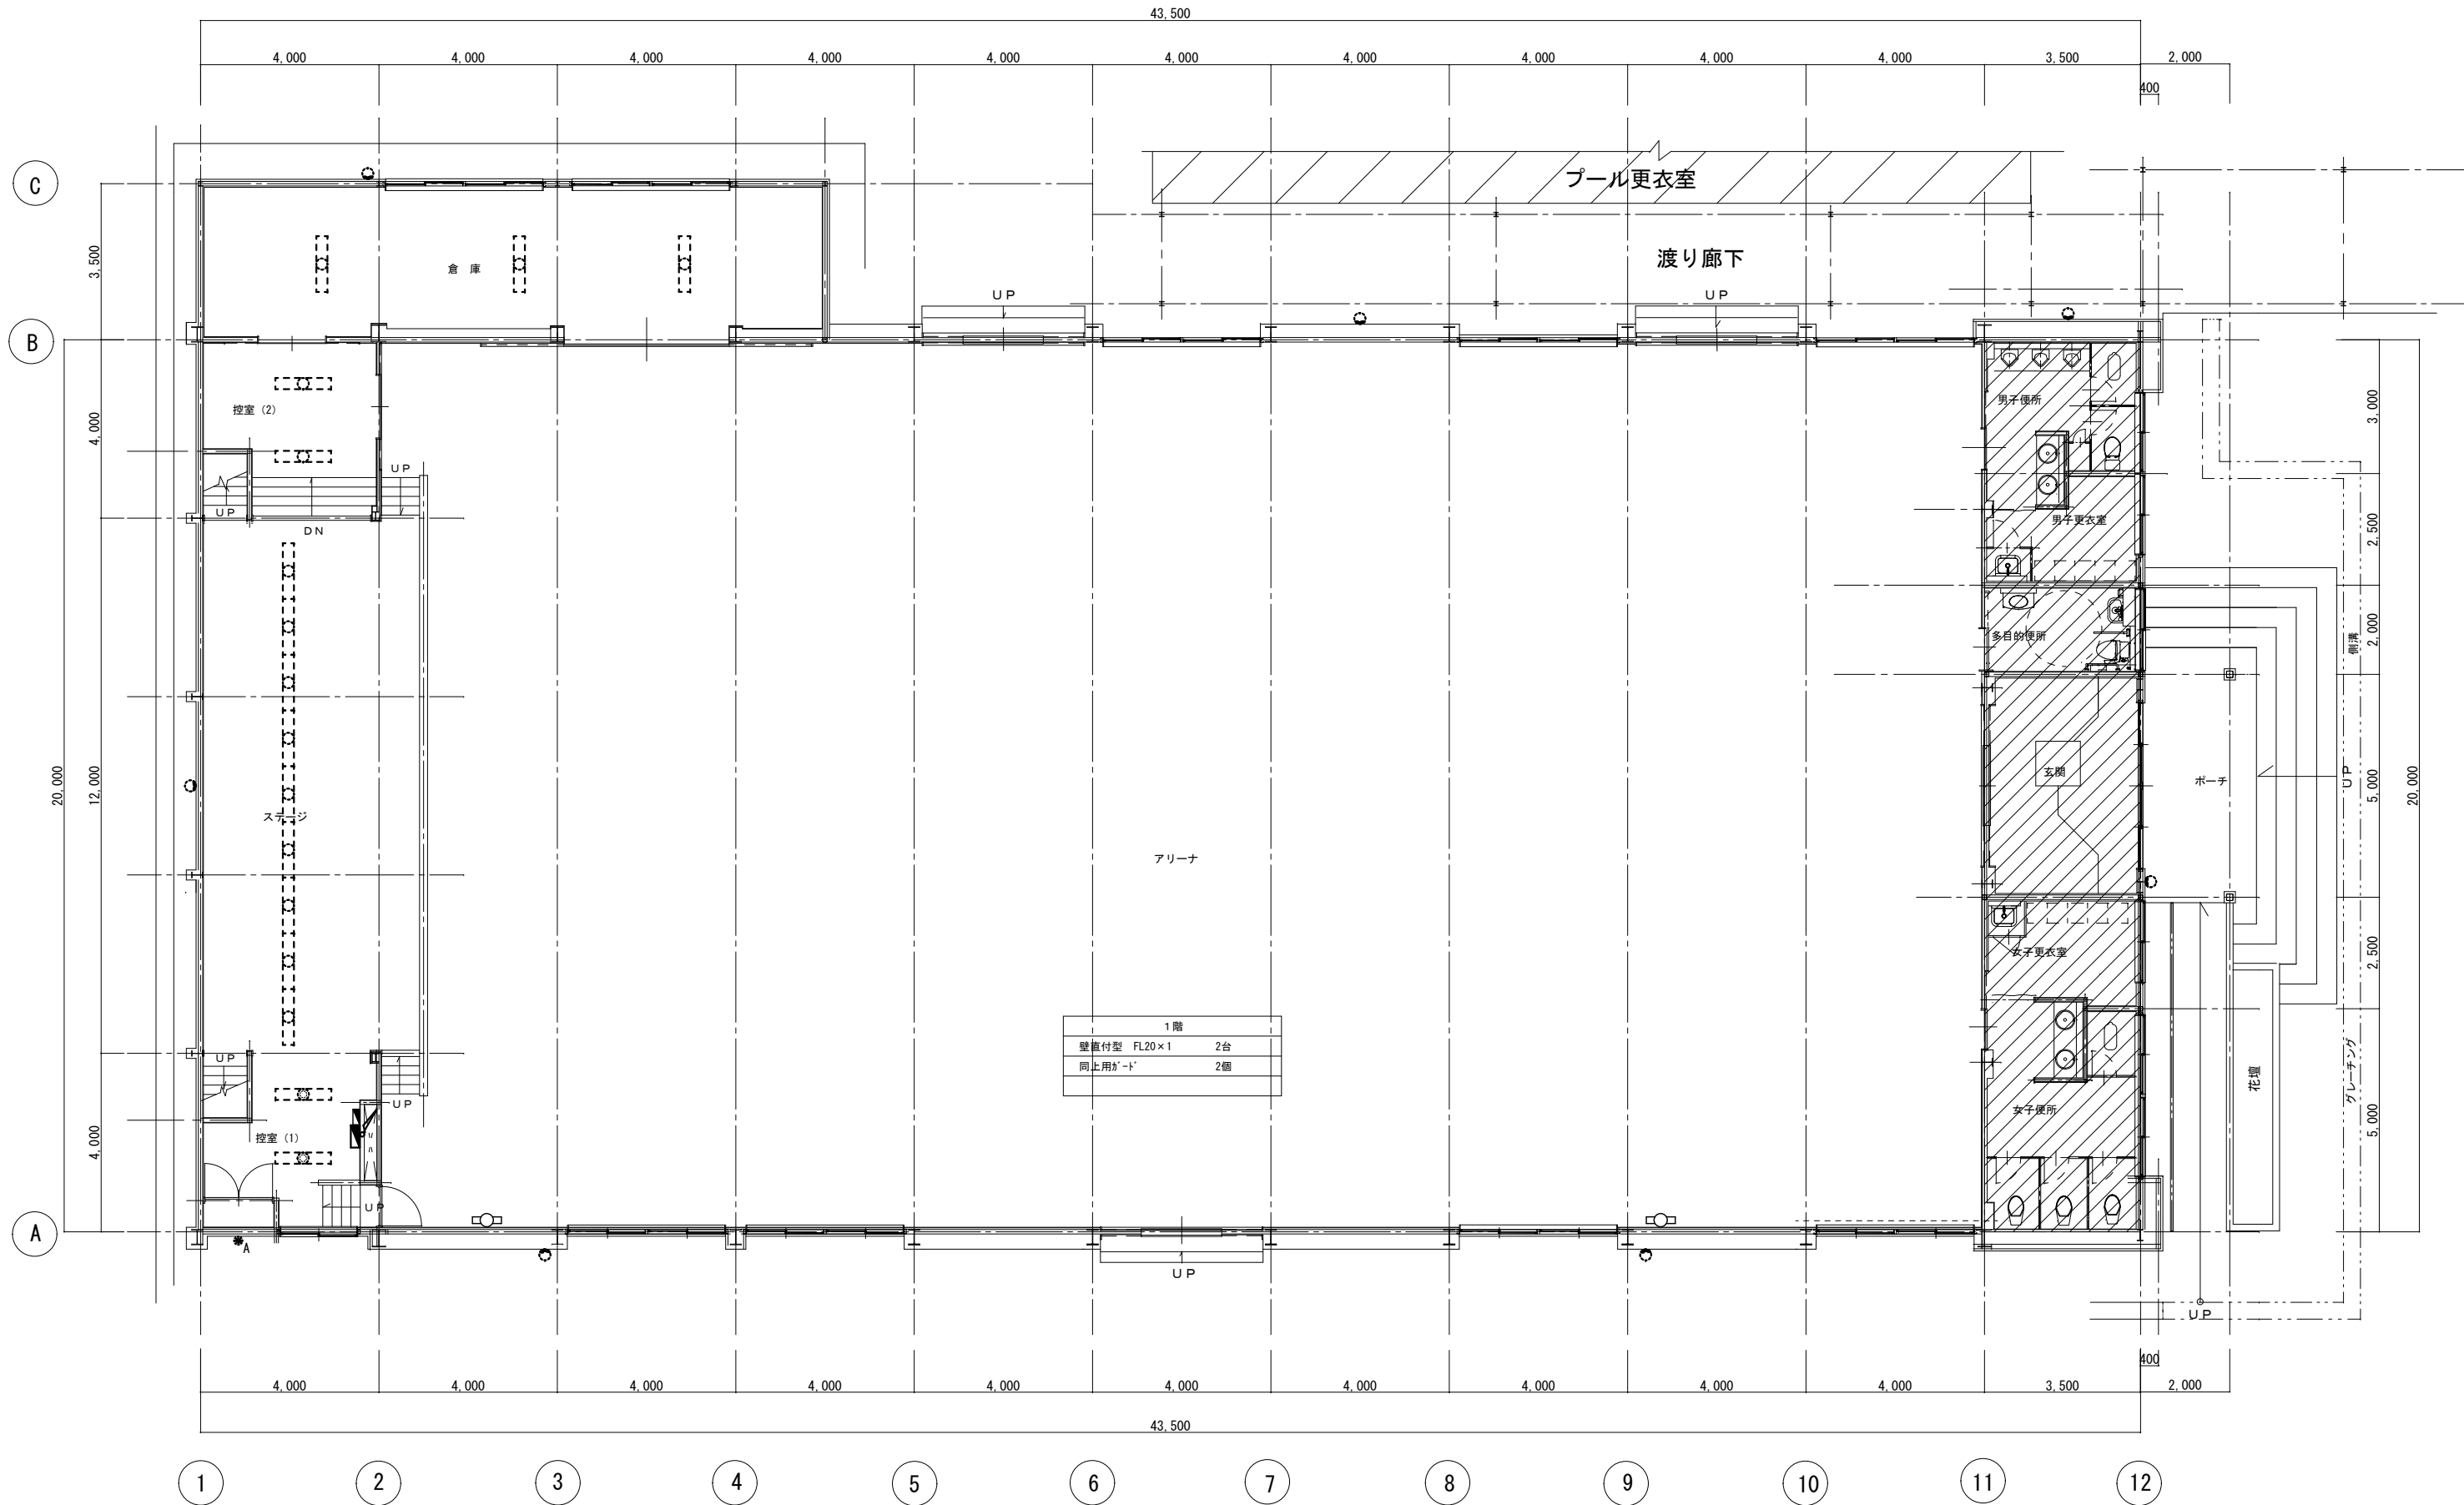 43,500
4,000 4,000 4,000 4,000 4,000 4,000 4,000 4,000 4,000 4,000 3,500 2,000
400
C
プール更衣室
3,500
倉 庫
渡り廊下
UP
UP
B
控室(2)
男子便所
3,000
4,000
UP
UP
DN
男子更衣室
2,500
多目的便所
2,000
側溝
20,000
12,000
ステージ
アリーナ
玄関
ポーチ
UP
5,000
20,000
女子更衣室
2,500
1階
壁直付型 FL20×1 2台
同上用ガード 2個
UP
UP
控室(1)
4,000
女子便所
花壇
グレーチング
5,000
UP
A
A
UP
UP
400
4,000 4,000 4,000 4,000 4,000 4,000 4,000 4,000 4,000 4,000 3,500 2,000
43,500
1 2 3 4 5 6 7 8 9 10 11 12